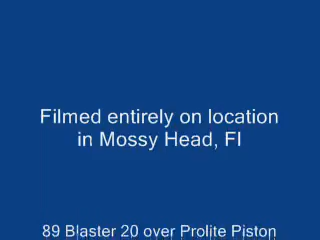 Filmed entirely on location
in Mossy Head, Fl
89 Blaster 20 over Prolite Piston